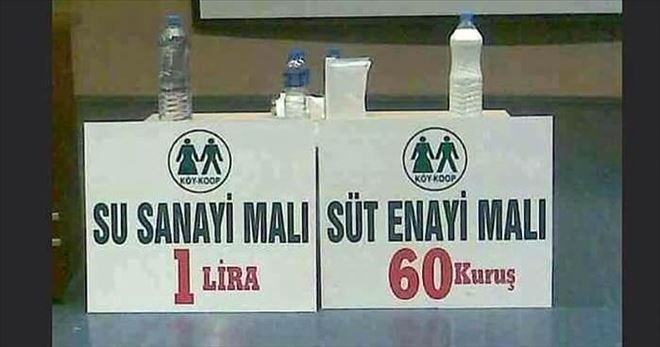 KÖY-KOOP
SU SANAYİ MALI
1 LİRA
KÖY-KOOP
SÜT ENAYİ MALI
60 Kuruş